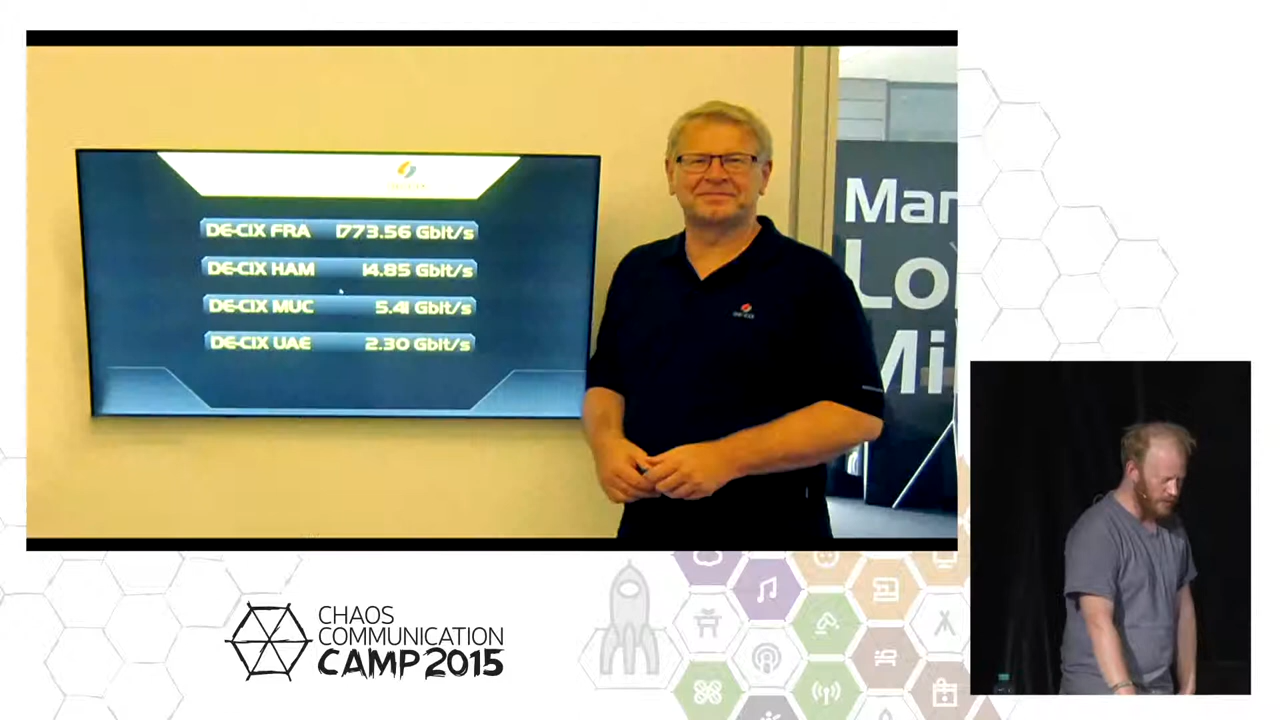 DE-CIX FRA 1773.56 Gbit/s
DE-CIX HAM 14.85 Gbit/s
DE-CIX MUC 5.41 Gbit/s
DE-CIX UAE 2.30 Gbit/s
Mar
Lo
Mi
CHAOS
COMMUNICATION
CAMP 2015